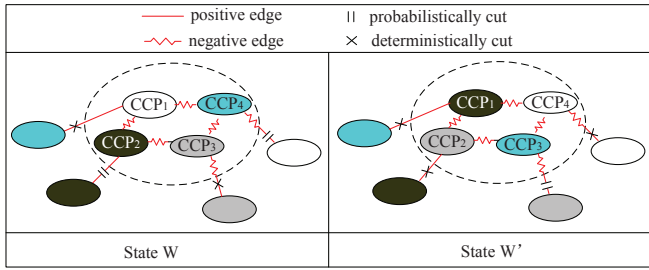 positive edge
probabilistically cut
negative edge
deterministically cut
CCP1 CCP4
CCP2 CCP3
CCP1 CCP4
CCP2 CCP3
State W
State W'